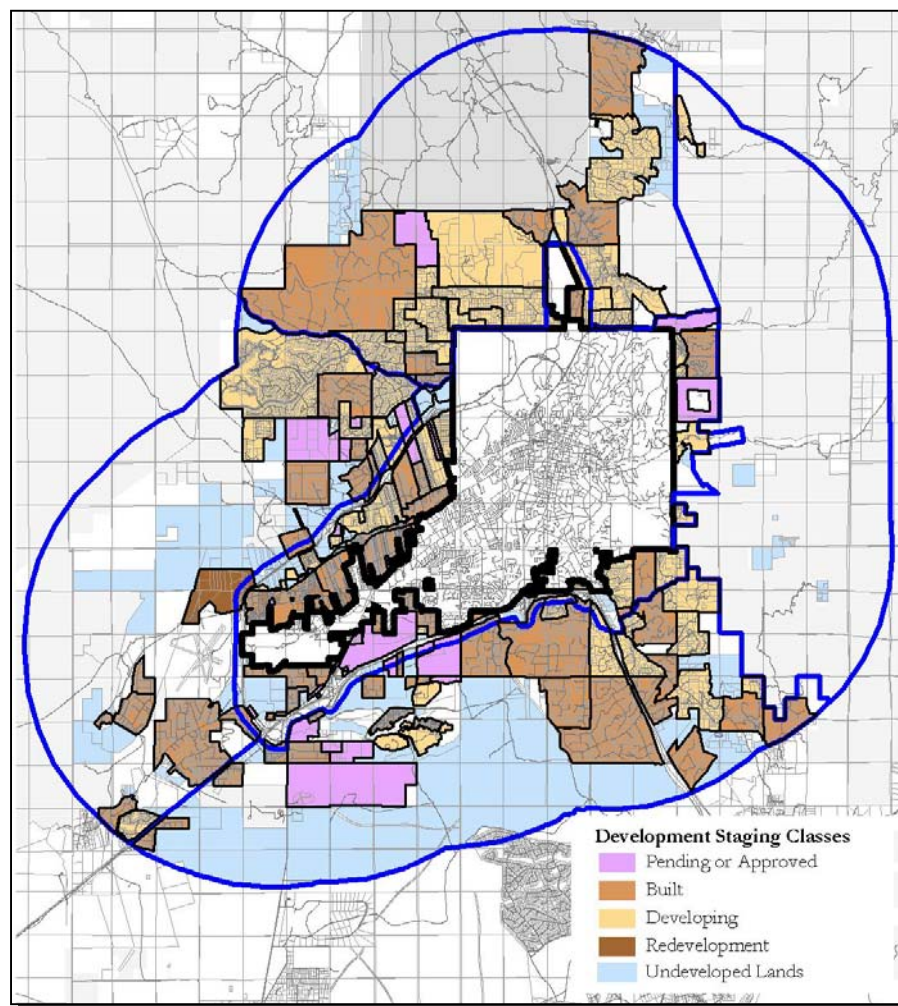 Development Staging Classes
Pending or Approved
Built
Developing
Redevelopment
Undeveloped Lands